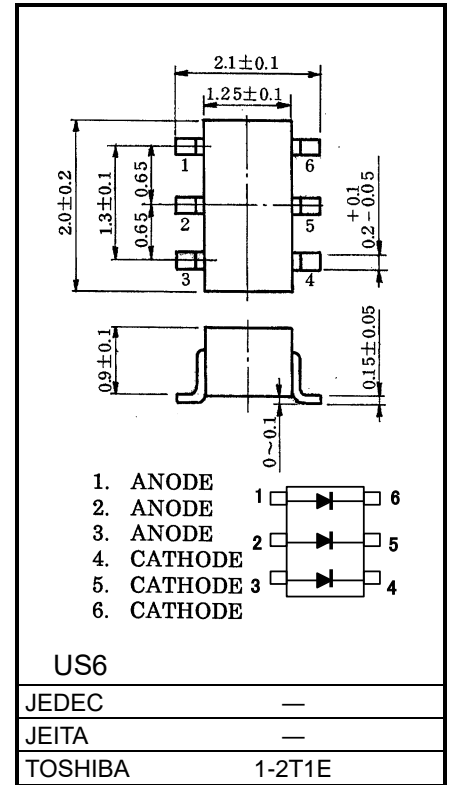 2.1±0.1
1.25±0.1
2.0±0.2
1.3±0.1
0.65
0.65
1
2
3
6
5
4
+0.1
0.2-0.05
0.9±0.1
0.15±0.05
0~0.1
1. ANODE
2. ANODE
3. ANODE
4. CATHODE
5. CATHODE
6. CATHODE
1 6
2 5
3 4
US6
JEDEC —
JEITA —
TOSHIBA 1-2T1E